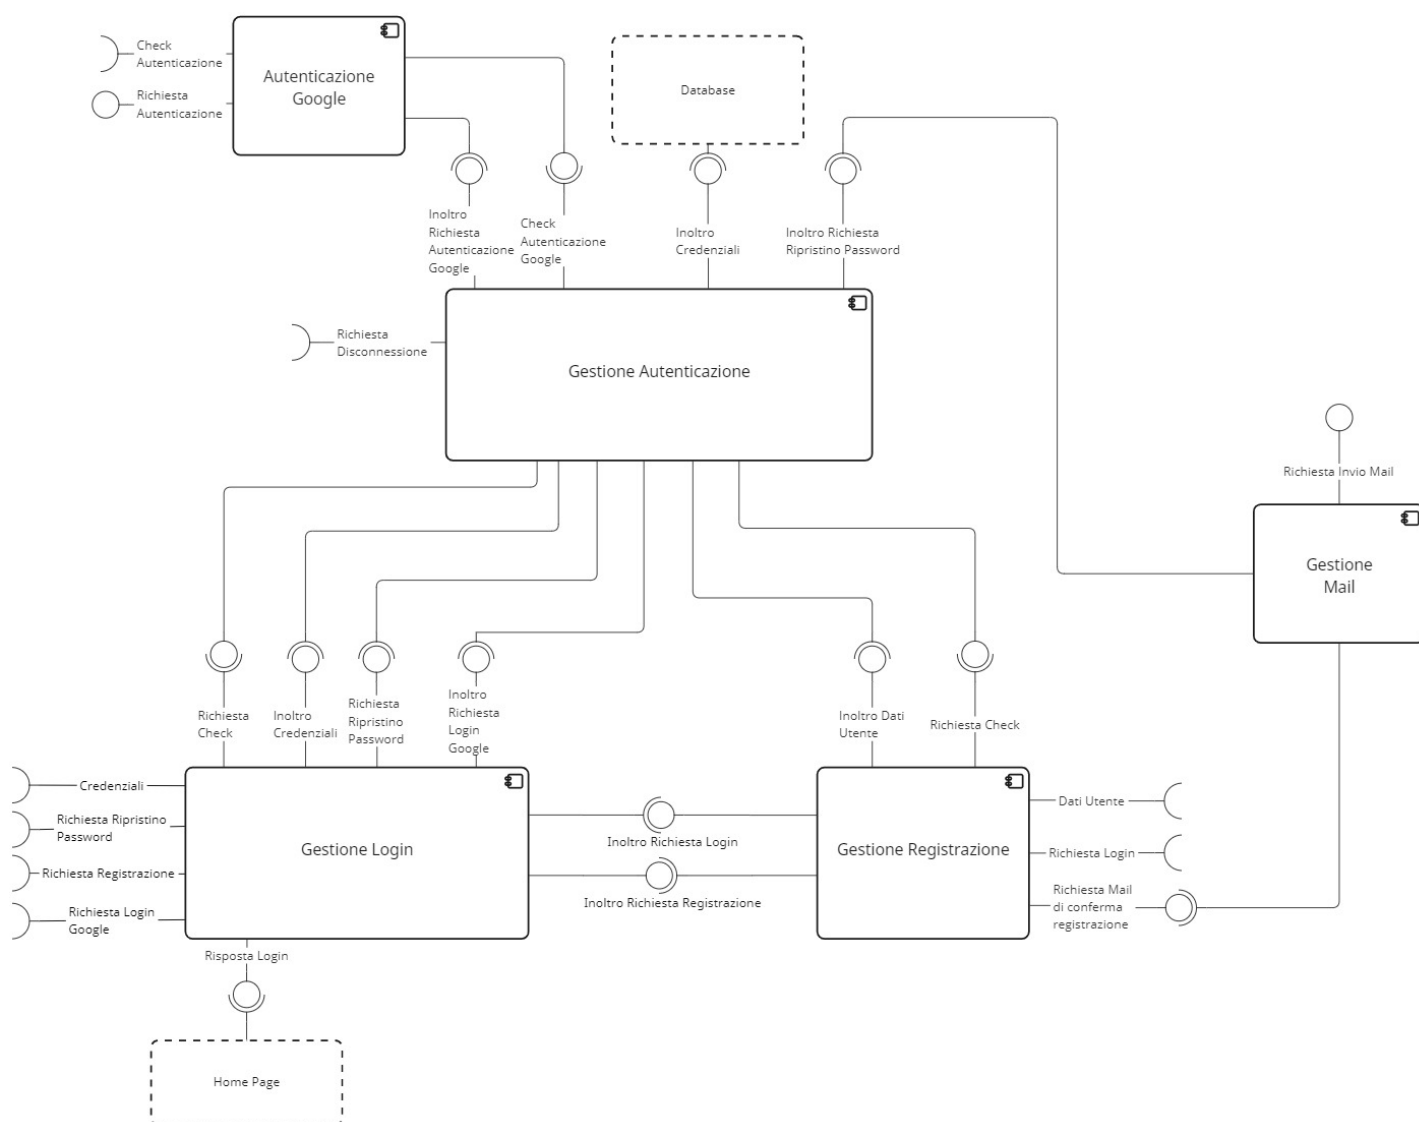 Check
Autenticazione
Richiesta
Autenticazione
Autenticazione
Google
Database
Inoltro
Richiesta
Autenticazione
Google
Check
Autenticazione
Google
Inoltro
Credenziali
Inoltro Richiesta
Ripristino Password
Richiesta
Disconnessione
Gestione Autenticazione
Richiesta Invio Mail
Gestione
Mail
Richiesta
Check
Inoltro
Credenziali
Richiesta
Ripristino
Password
Inoltro
Richiesta
Login
Google
Inoltro Dati
Utente
Richiesta Check
Credenziali
Richiesta Ripristino
Password
Richiesta Registrazione
Richiesta Login
Google
Gestione Login
Inoltro Richiesta Login
Inoltro Richiesta Registrazione
Gestione Registrazione
Dati Utente
Richiesta Login
Richiesta Mail
di conferma
registrazione
Risposta Login
Home Page